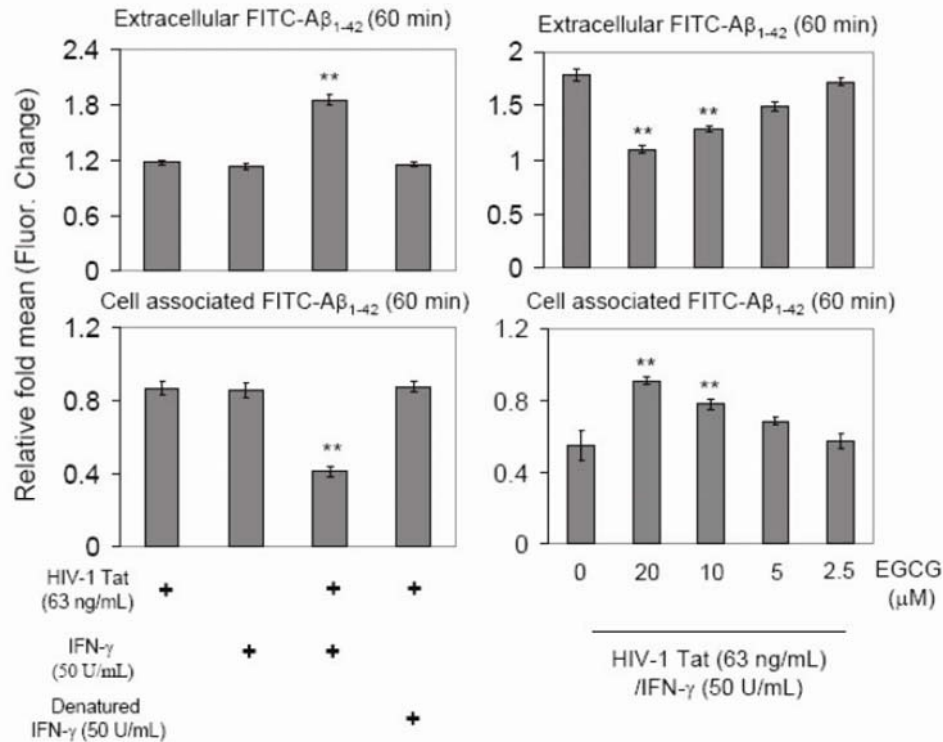 Extracellular FITC-Aβ₁₋₄₂ (60 min)
2.4
1.8
1.2
0.6
0
**
Cell associated FITC-Aβ₁₋₄₂ (60 min)
1.2
0.8
0.4
0
**
Relative fold mean (Fluor. Change)
HIV-1 Tat
(63 ng/mL)
+ + +
IFN-γ
(50 U/mL)
+ +
Denatured
IFN-γ (50 U/mL)
+
Extracellular FITC-Aβ₁₋₄₂ (60 min)
2
1.5
1
0.5
0
** **
Cell associated FITC-Aβ₁₋₄₂ (60 min)
1.2
0.8
0.4
0
** **
0 20 10 5 2.5 EGCG
(μM)
HIV-1 Tat (63 ng/mL)
/IFN-γ (50 U/mL)